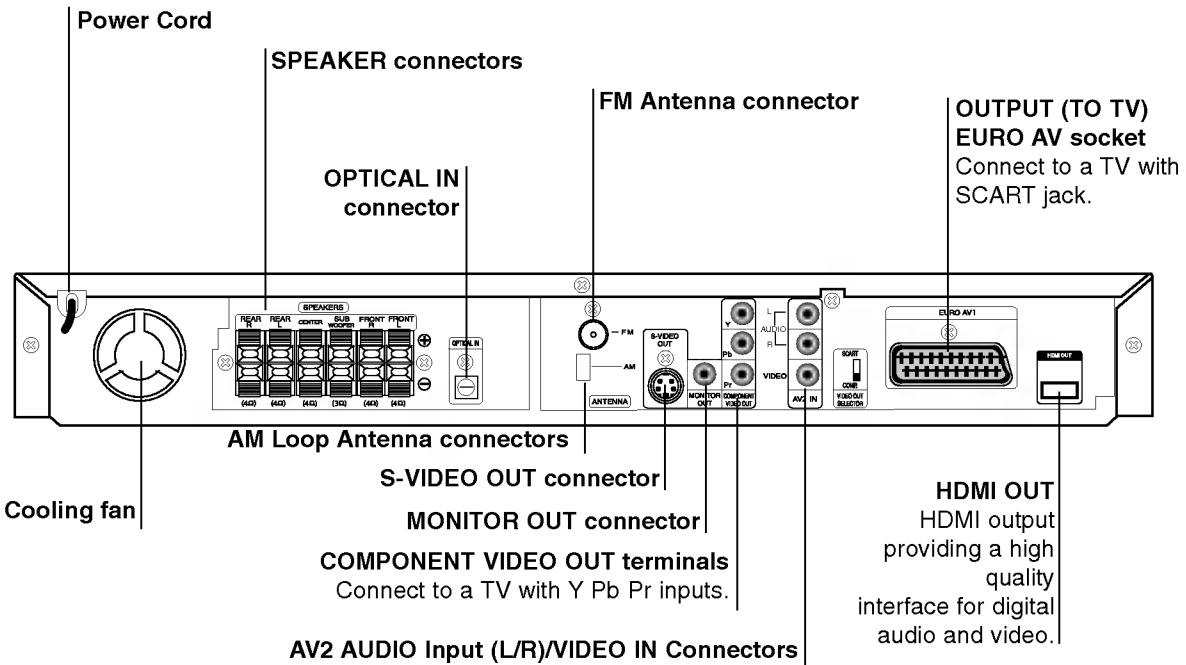 Power Cord
SPEAKER connectors
FM Antenna connector
OUTPUT (TO TV)
EURO AV socket
Connect to a TV with
SCART jack.
OPTICAL IN
connector
SPEAKERS
REAR R
REAR L
CENTER
SUB WOOFER
FRONT R
FRONT L
OPTICAL IN
(4Ω) (4Ω) (4Ω) (3Ω) (4Ω) (4Ω)
FM
AM
ANTENNA
S-VIDEO
OUT
MONITOR
OUT
Y
Pb
Pr
COMPONENT
VIDEO OUT
L
AUDIO
R
VIDEO
AV2 IN
SCART
COMP.
VIDEO OUT
SELECTOR
EURO AV1
HDMI OUT
AM Loop Antenna connectors
S-VIDEO OUT connector
Cooling fan
MONITOR OUT connector
COMPONENT VIDEO OUT terminals
Connect to a TV with Y Pb Pr inputs.
AV2 AUDIO Input (L/R)/VIDEO IN Connectors
HDMI OUT
HDMI output
providing a high
quality
interface for digital
audio and video.